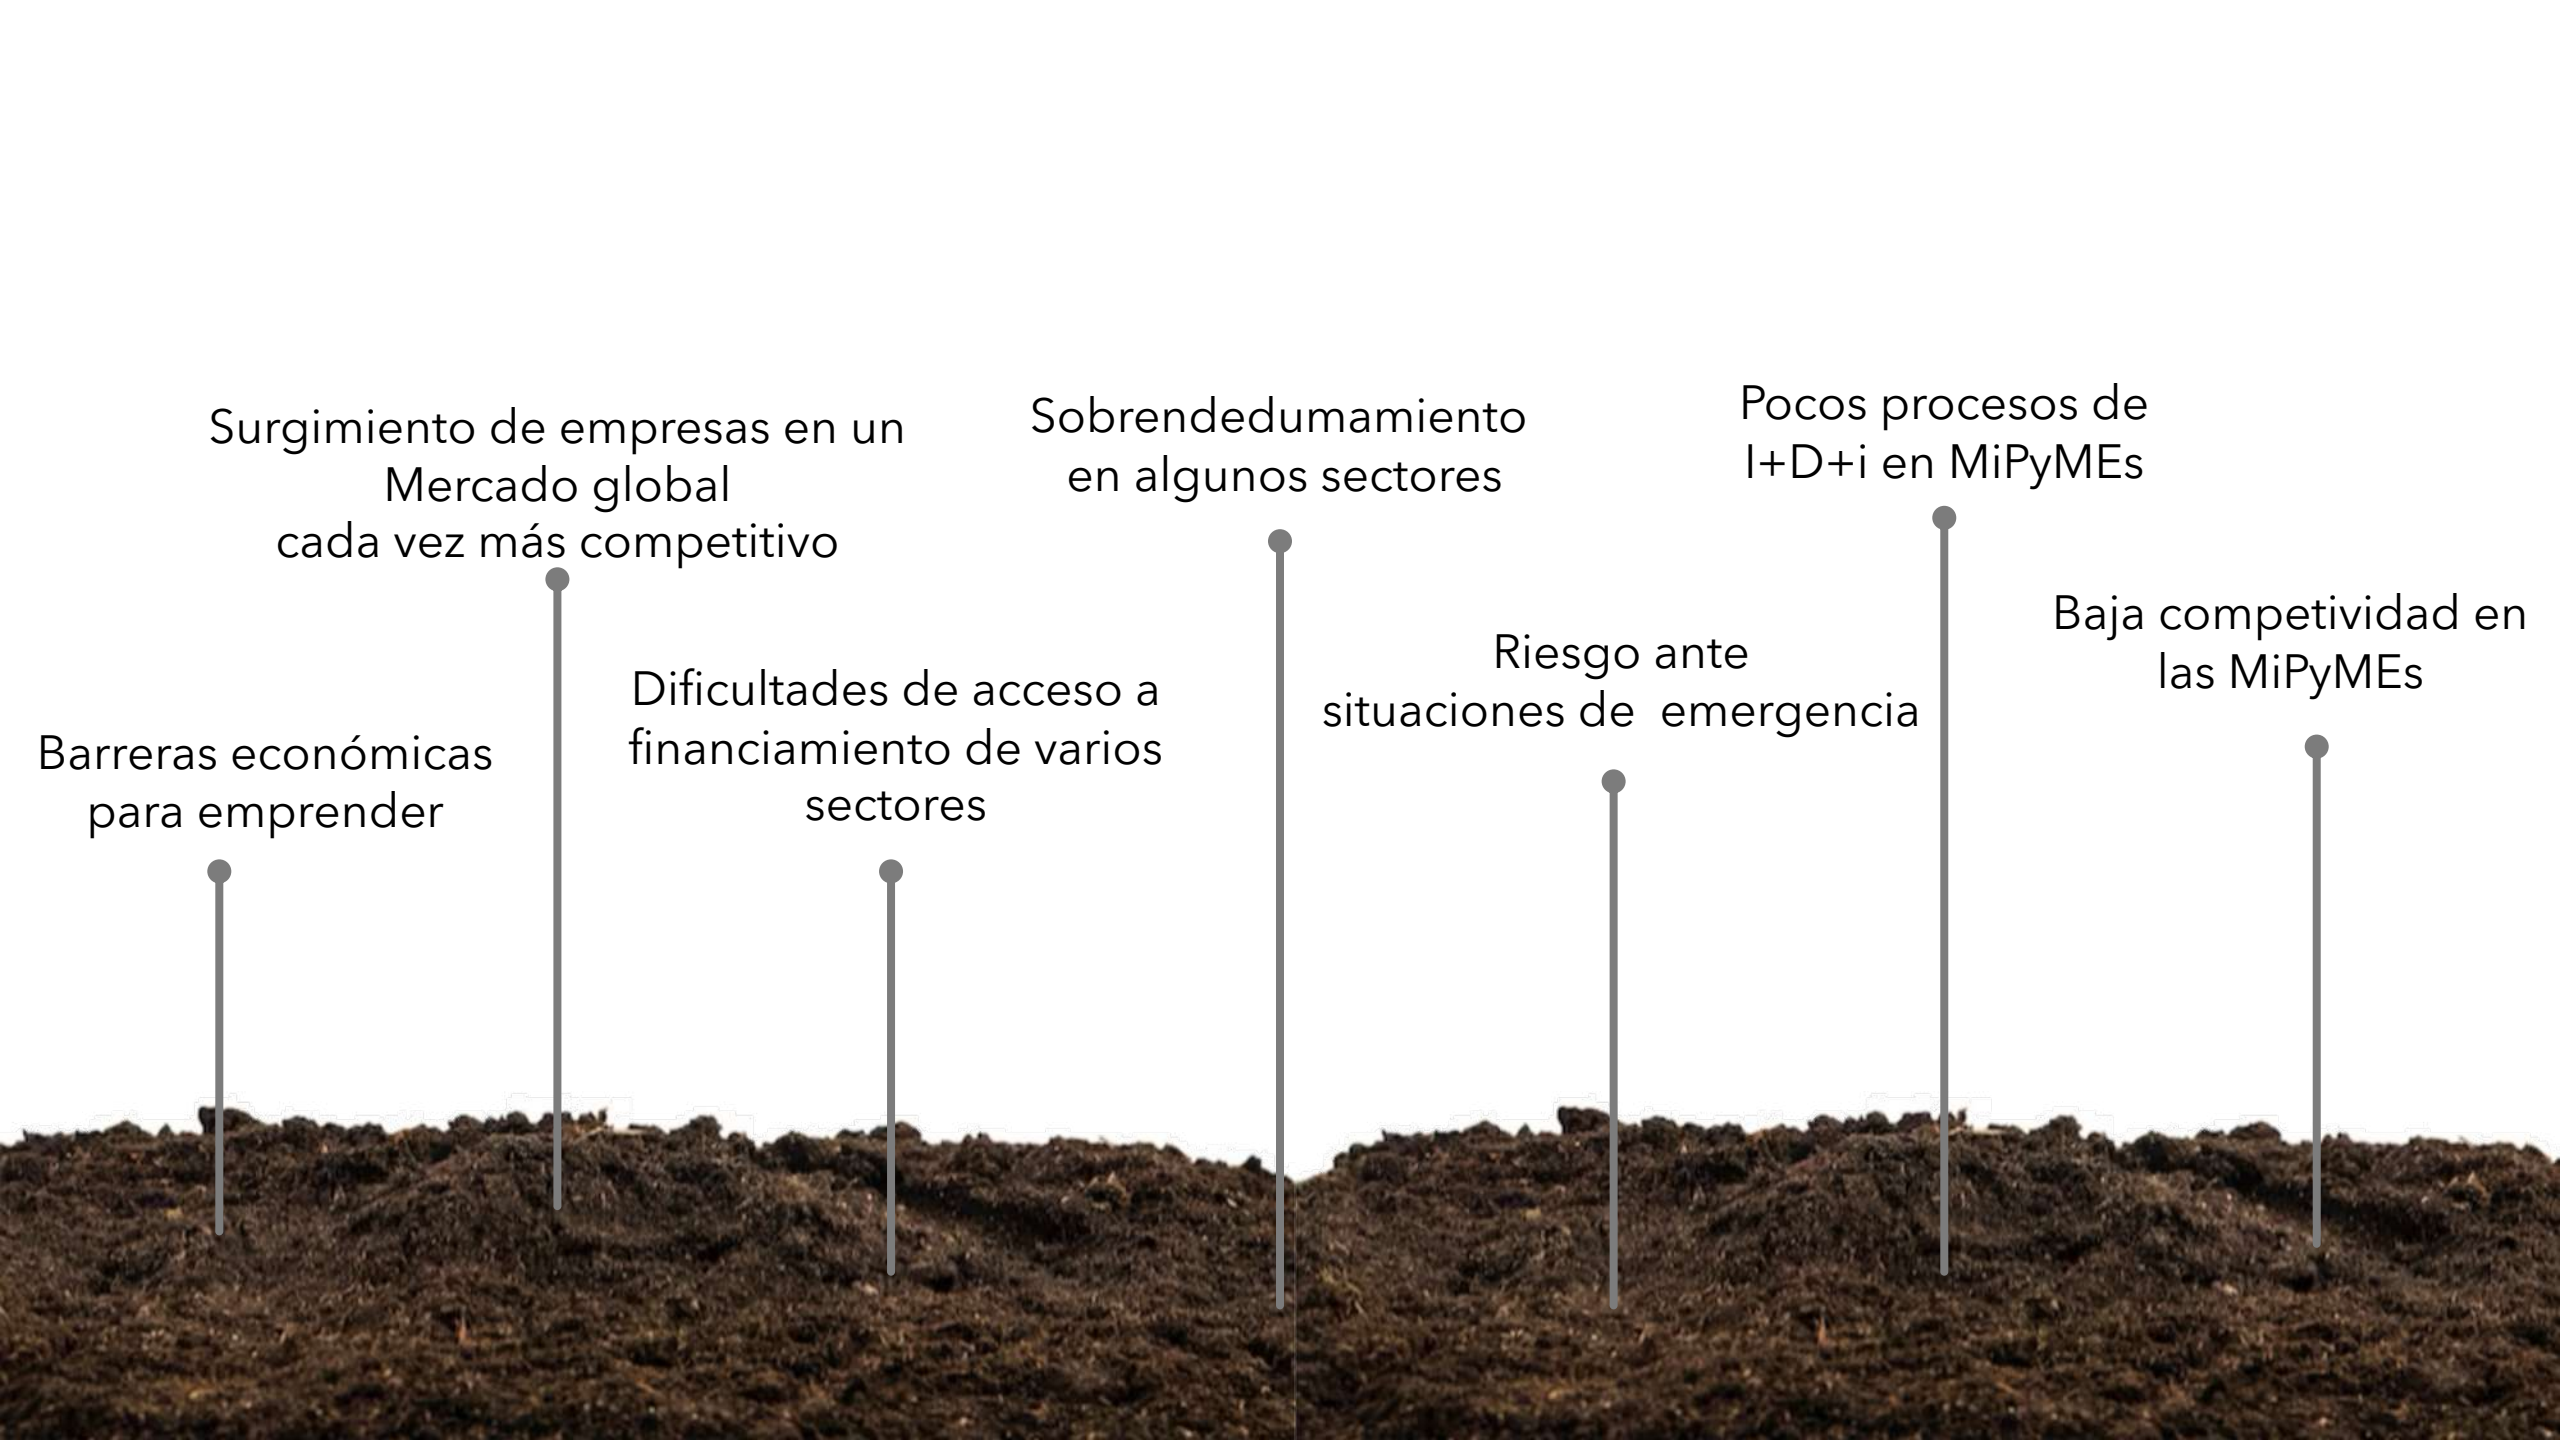 Surgimiento de empresas en un
Mercado global
cada vez más competitivo
Sobrendedumamiento
en algunos sectores
Pocos procesos de
I+D+i en MiPyMEs
Barreras económicas
para emprender
Dificultades de acceso a
financiamiento de varios
sectores
Riesgo ante
situaciones de  emergencia
Baja competividad en
las MiPyMEs